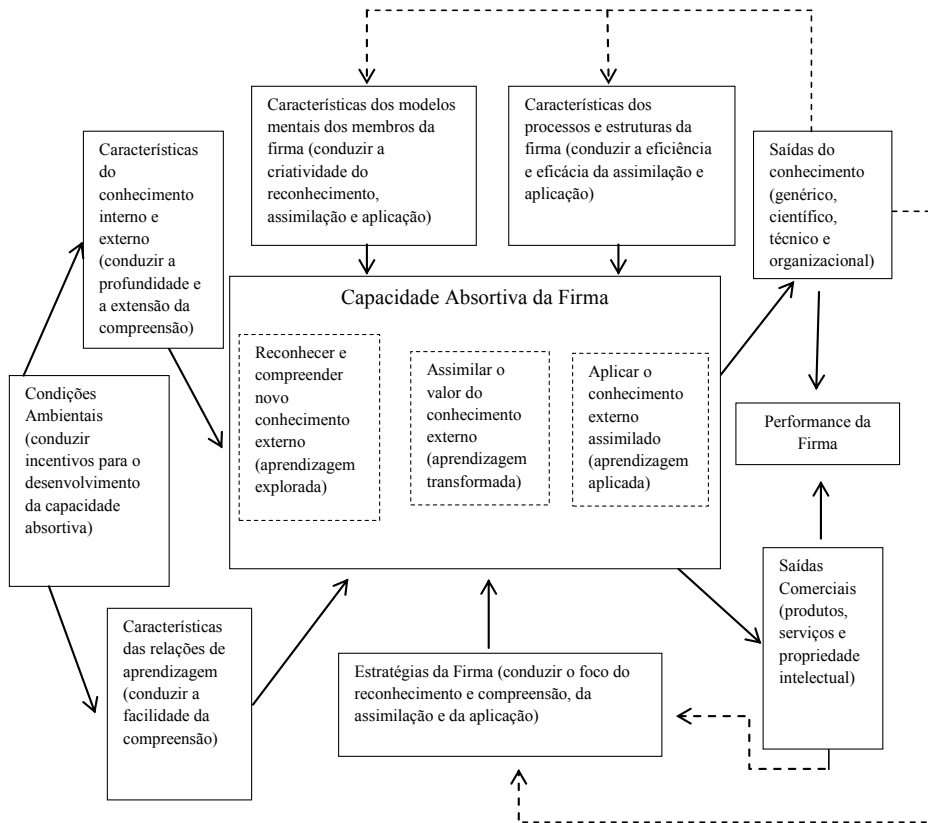 Características dos modelos
mentais dos membros da
firma (conduzir a
criatividade do
reconhecimento,
assimilação e aplicação)
Características dos
processos e estruturas da
firma (conduzir a eficiência
e eficácia da assimilação e
aplicação)
Características
do
conhecimento
interno e
externo
(conduzir a
profundidade e
a extensão da
compreensão)
Saídas do
conhecimento
(genérico,
científico,
técnico e
organizacional)
Capacidade Absortiva da Firma
Reconhecer e
compreender
novo
conhecimento
externo
(aprendizagem
explorada)
Assimilar o
valor do
conhecimento
externo
(aprendizagem
transformada)
Aplicar o
conhecimento
externo
assimilado
(aprendizagem
aplicada)
Condições
Ambientais
(conduzir
incentivos para o
desenvolvimento
da capacidade
absortiva)
Performance da
Firma
Saídas
Comerciais
(produtos,
serviços e
propriedade
intelectual)
Características
das relações de
aprendizagem
(conduzir a
facilidade da
compreensão)
Estratégias da Firma (conduzir o foco do
reconhecimento e compreensão, da
assimilação e da aplicação)